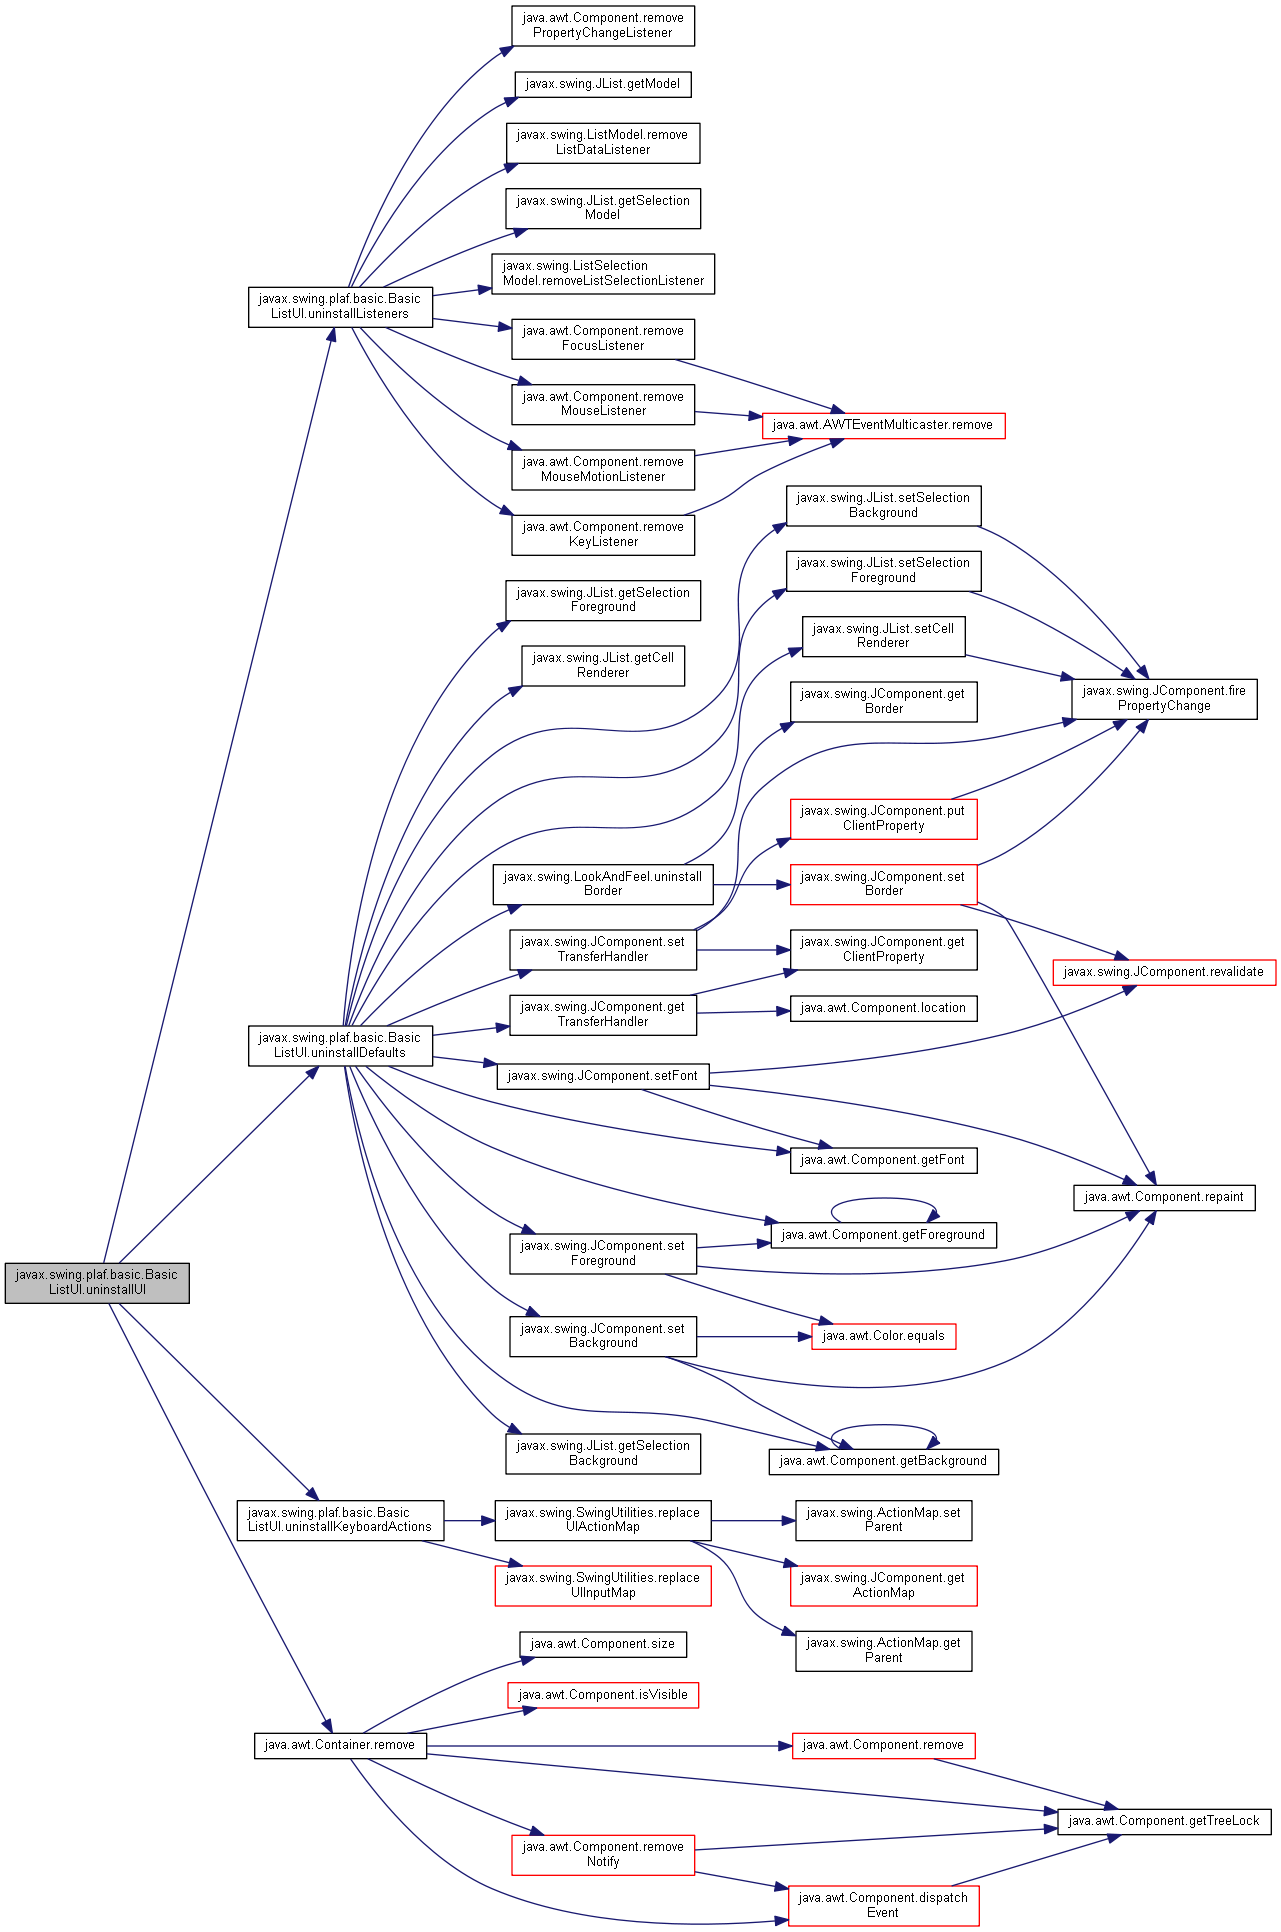 java.awt.Component.remove
PropertyChangeListener
javax.swing.JList.getModel
javax.swing.ListModel.remove
ListDataListener
javax.swing.JList.getSelection
Model
javax.swing.ListSelection
Model.removeListSelectionListener
javax.swing.plaf.basic.Basic
ListUI.uninstallListeners
java.awt.Component.remove
FocusListener
java.awt.Component.remove
MouseListener
java.awt.AWTEventMulticaster.remove
java.awt.Component.remove
MouseMotionListener
java.awt.Component.remove
KeyListener
javax.swing.JList.setSelection
Background
javax.swing.JList.setSelection
Foreground
javax.swing.JList.getSelection
Foreground
javax.swing.JList.setCell
Renderer
javax.swing.JList.getCell
Renderer
javax.swing.JComponent.get
Border
javax.swing.JComponent.fire
PropertyChange
javax.swing.JComponent.put
ClientProperty
javax.swing.LookAndFeel.uninstall
Border
javax.swing.JComponent.set
Border
javax.swing.JComponent.set
TransferHandler
javax.swing.JComponent.get
ClientProperty
javax.swing.JComponent.revalidate
javax.swing.JComponent.get
TransferHandler
java.awt.Component.location
javax.swing.plaf.basic.Basic
ListUI.uninstallDefaults
javax.swing.JComponent.setFont
java.awt.Component.getFont
java.awt.Component.repaint
java.awt.Component.getForeground
javax.swing.JComponent.set
Foreground
javax.swing.plaf.basic.Basic
ListUI.uninstallUI
javax.swing.JComponent.set
Background
java.awt.Color.equals
javax.swing.JList.getSelection
Background
java.awt.Component.getBackground
javax.swing.plaf.basic.Basic
ListUI.uninstallKeyboardActions
javax.swing.SwingUtilities.replace
UIActionMap
javax.swing.ActionMap.set
Parent
javax.swing.SwingUtilities.replace
UIInputMap
javax.swing.JComponent.get
ActionMap
javax.swing.ActionMap.get
Parent
java.awt.Component.size
java.awt.Component.isVisible
java.awt.Container.remove
java.awt.Component.remove
java.awt.Component.getTreeLock
java.awt.Component.remove
Notify
java.awt.Component.dispatch
Event